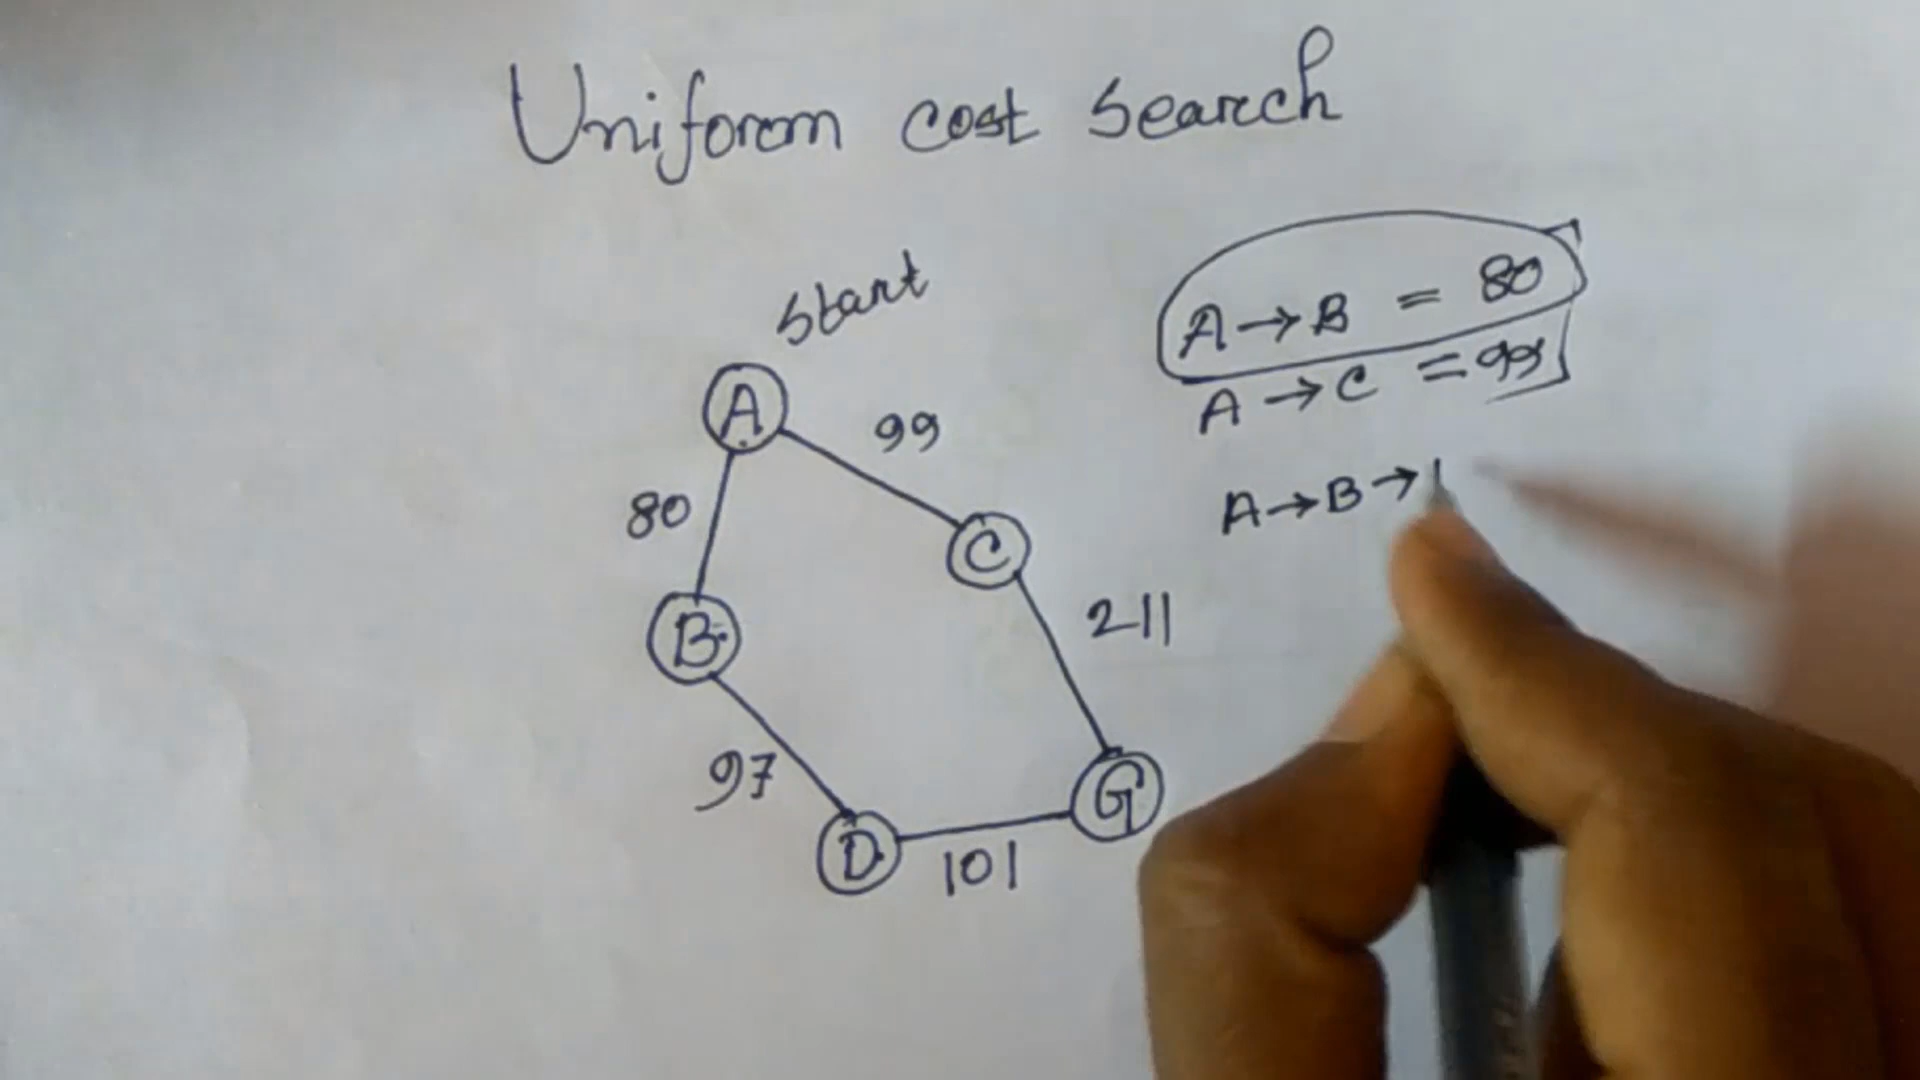 Uniform cost search
Start
A → B = 80
A → C = 99
A
99
A → B →
80
C
B
211
97
G
D
101